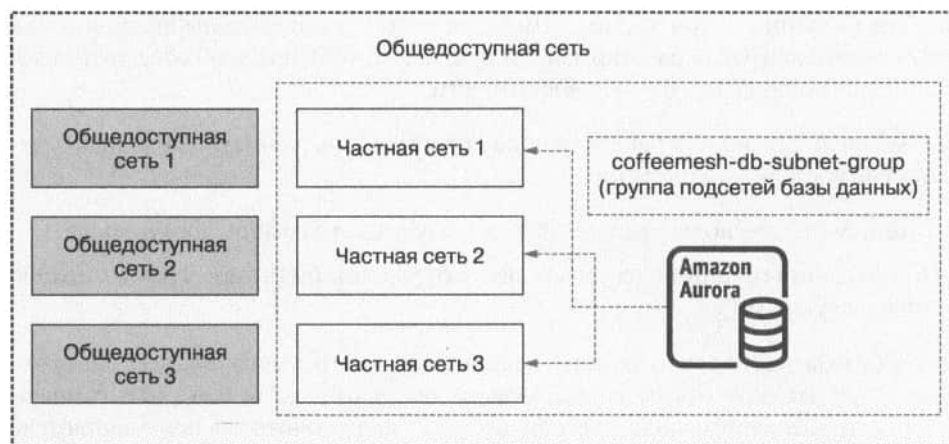 Общедоступная сеть
Общедоступная
сеть 1
Частная сеть 1
coffeemesh-db-subnet-group
(группа подсетей базы данных)
Общедоступная
сеть 2
Частная сеть 2
Amazon
Aurora
Общедоступная
сеть 3
Частная сеть 3